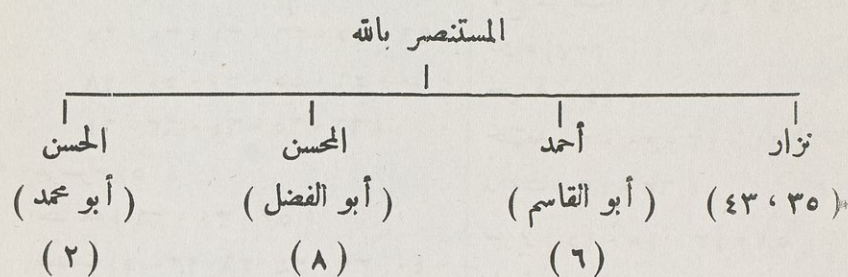 المستنصر بالله
نزار أحمد المحسن الحسن
( ٣٥ ، ٤٣ ) ( أبو القاسم ) ( أبو الفضل ) ( أبو محمد )
( ٦ ) ( ٨ ) ( ٢ )